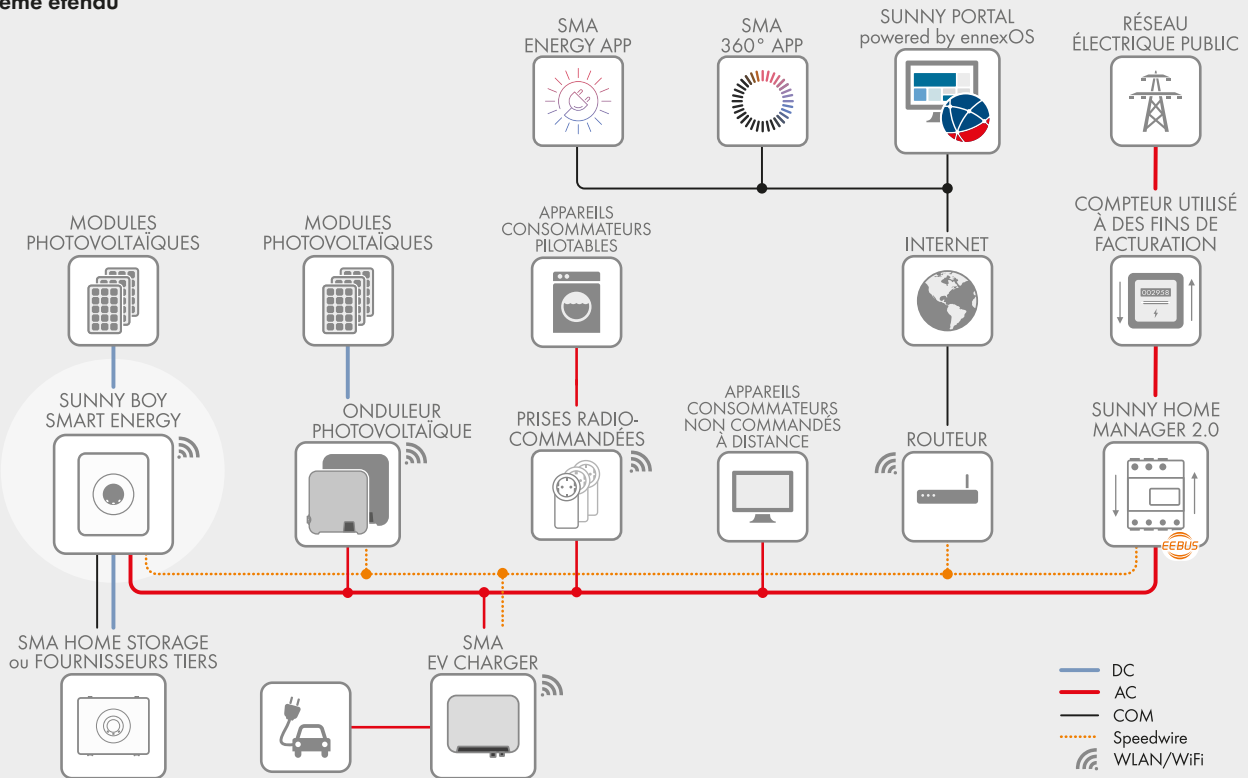 ème étendu
SMA
ENERGY APP
SMA
360° APP
SUNNY PORTAL
powered by ennexOS
RÉSEAU
ÉLECTRIQUE PUBLIC
MODULES
PHOTOVOLTAÏQUES
MODULES
PHOTOVOLTAÏQUES
APPAREILS
CONSOMMATEURS
PILOTABLES
INTERNET
COMPTEUR UTILISÉ
À DES FINS DE
FACTURATION
002958
SUNNY BOY
SMART ENERGY
ONDULEUR
PHOTOVOLTAÏQUE
PRISES RADIO-
COMMANDÉES
APPAREILS
CONSOMMATEURS
NON COMMANDÉS
À DISTANCE
ROUTEUR
SUNNY HOME
MANAGER 2.0
EEBUS
SMA HOME STORAGE
ou FOURNISSEURS TIERS
SMA
EV CHARGER
DC
AC
COM
Speedwire
WLAN/WiFi